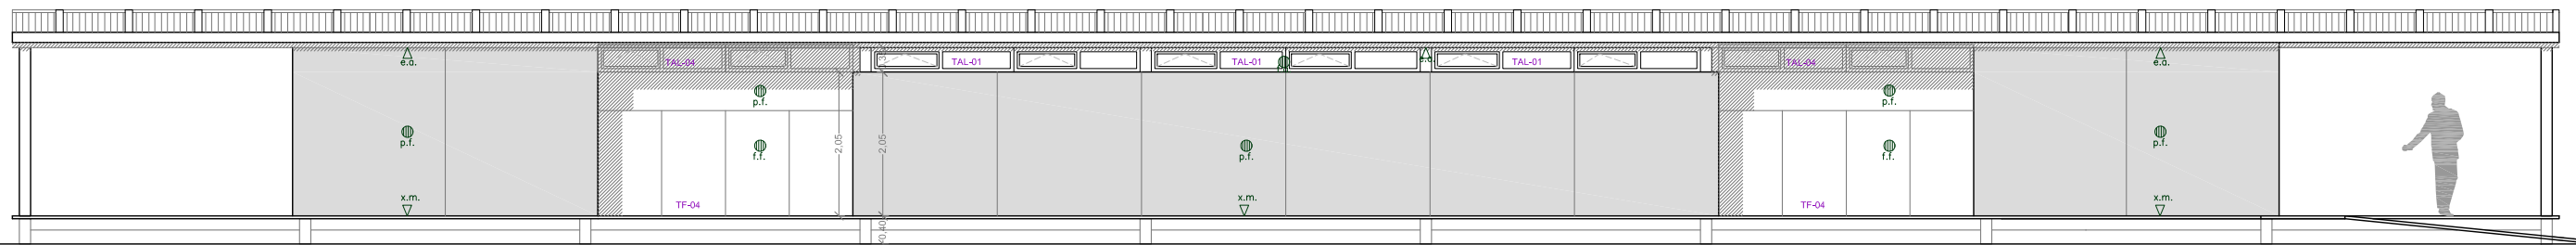 e.a.
TAL-04
TAL-01
TAL-01
e.a.
TAL-01
TAL-04
e.a.
p.f.
p.f.
p.f.
f.f.
2,05
2,05
p.f.
f.f.
p.f.
x.m.
TF-04
x.m.
TF-04
x.m.
0,40